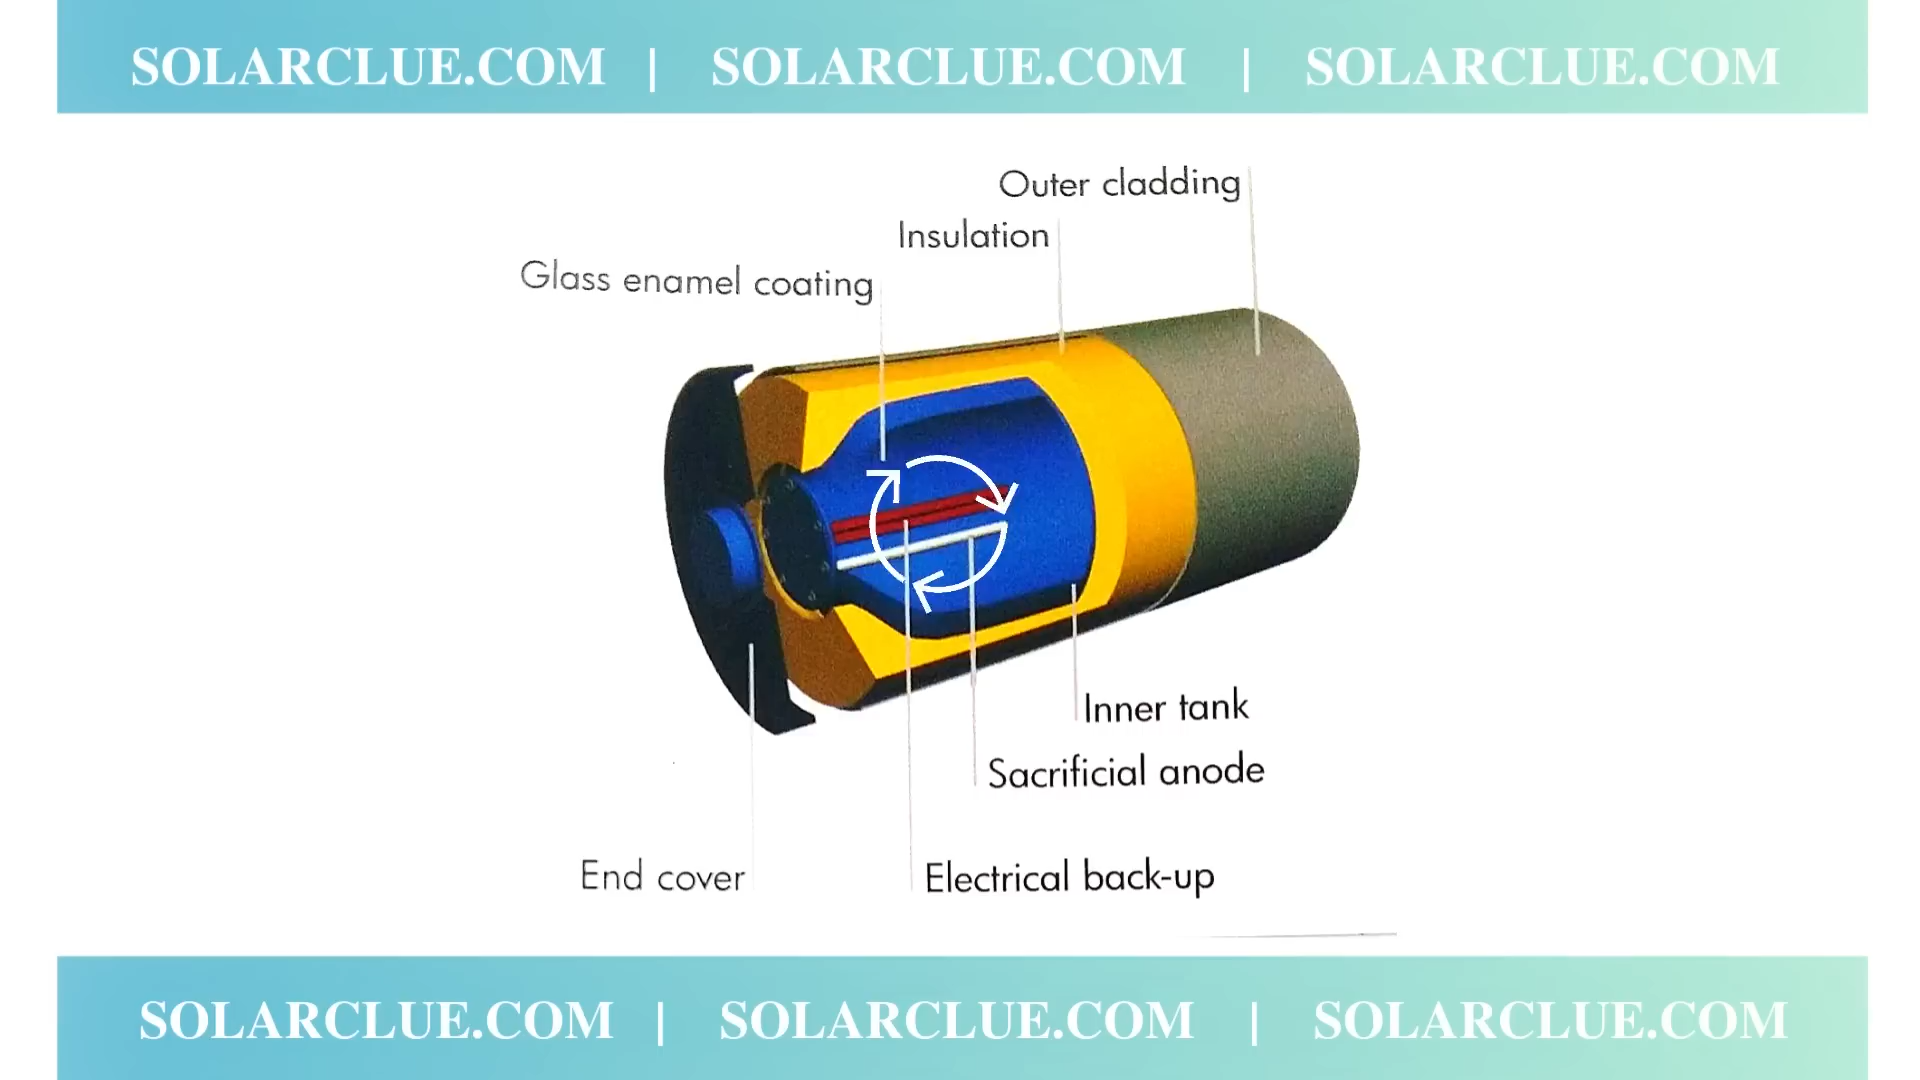 SOLARCLUE.COM | SOLARCLUE.COM | SOLARCLUE.COM
Outer cladding
Insulation
Glass enamel coating
Inner tank
Sacrificial anode
End cover
Electrical back-up
SOLARCLUE.COM | SOLARCLUE.COM | SOLARCLUE.COM